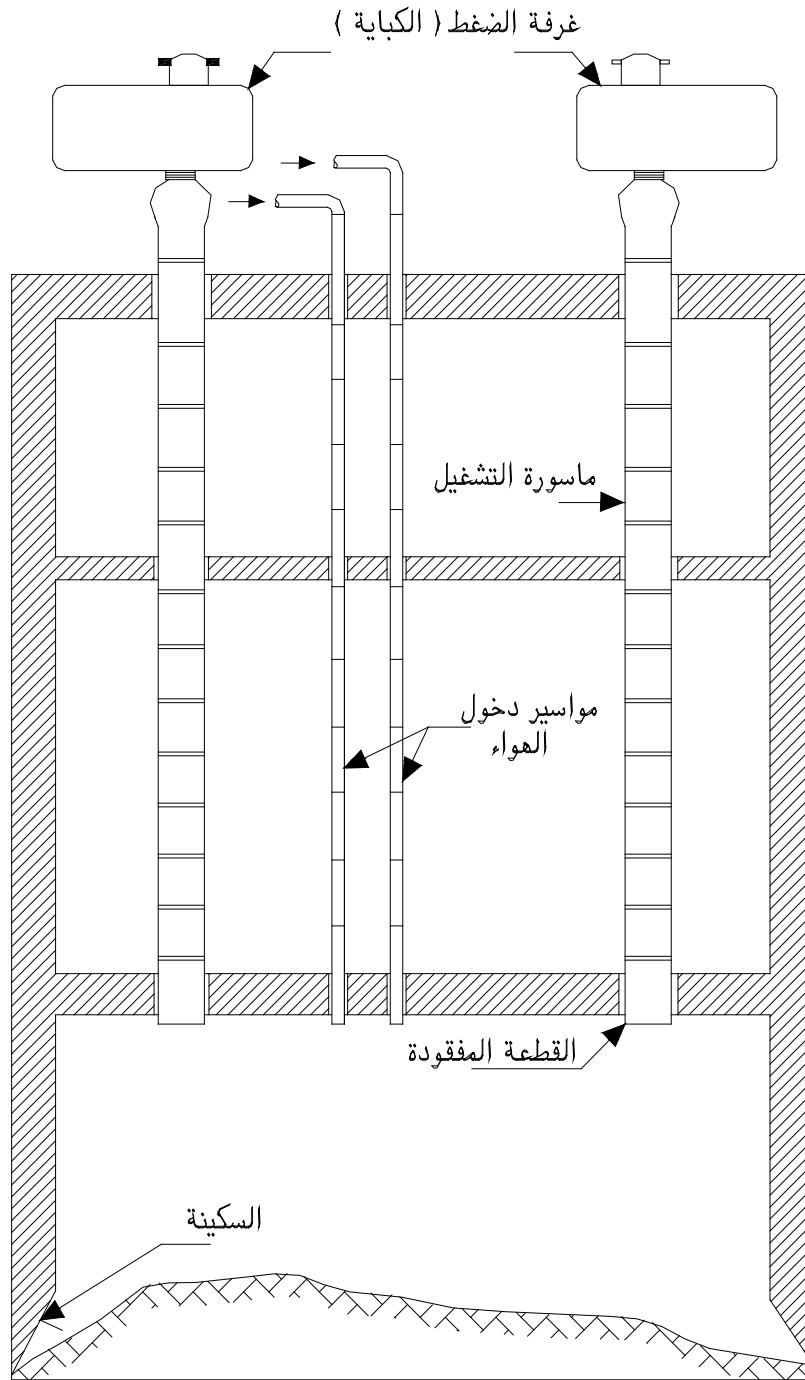 غرفة الضغط ( الكباية )
ماسورة التشغيل
مواسير دخول
الهواء
القطعة المفقودة
السكينة